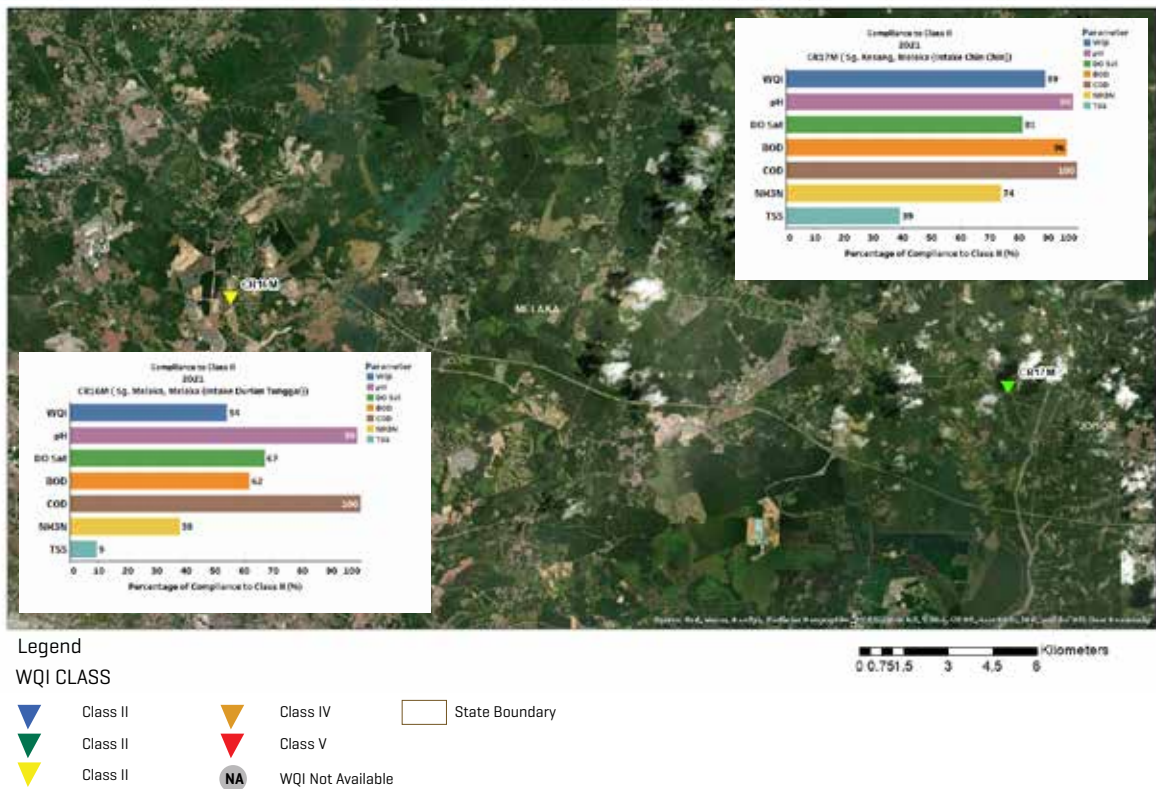 Compliance to Class II
2021
CR17M ( Sg. Kesang, Melaka (Intake Chin Chin))
Parameter
WQI
pH
DO Sat
BOD
COD
NH3N
TSS
WQI 89
pH
DO Sat 81
BOD 96
COD 100
NH3N 74
TSS 39
0 10 20 30 40 50 60 70 80 90 100
Percentage of Compliance to Class II (%)
CR16M
MELAKA
CR17M
JOHOR
Compliance to Class II
2021
CR16M ( Sg. Melaka, Melaka (Intake Durian Tunggal))
Parameter
WQI
pH
DO Sat
BOD
COD
NH3N
TSS
WQI 54
pH
DO Sat 67
BOD 62
COD 100
NH3N 38
TSS 9
0 10 20 30 40 50 60 70 80 90 100
Percentage of Compliance to Class II (%)
Legend
WQI CLASS
Class II
Class II
Class II
Class IV
Class V
NA WQI Not Available
State Boundary
0 0.75 1.5 3 4.5 6 Kilometers